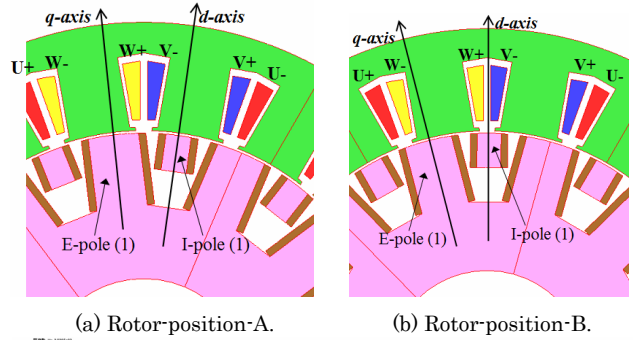 q-axis d-axis
U+ W- W+ V- V+ U-
E-pole (1) I-pole (1)
(a) Rotor-position-A.
q-axis d-axis
U+ W- W+ V- V+ U-
E-pole (1) I-pole (1)
(b) Rotor-position-B.